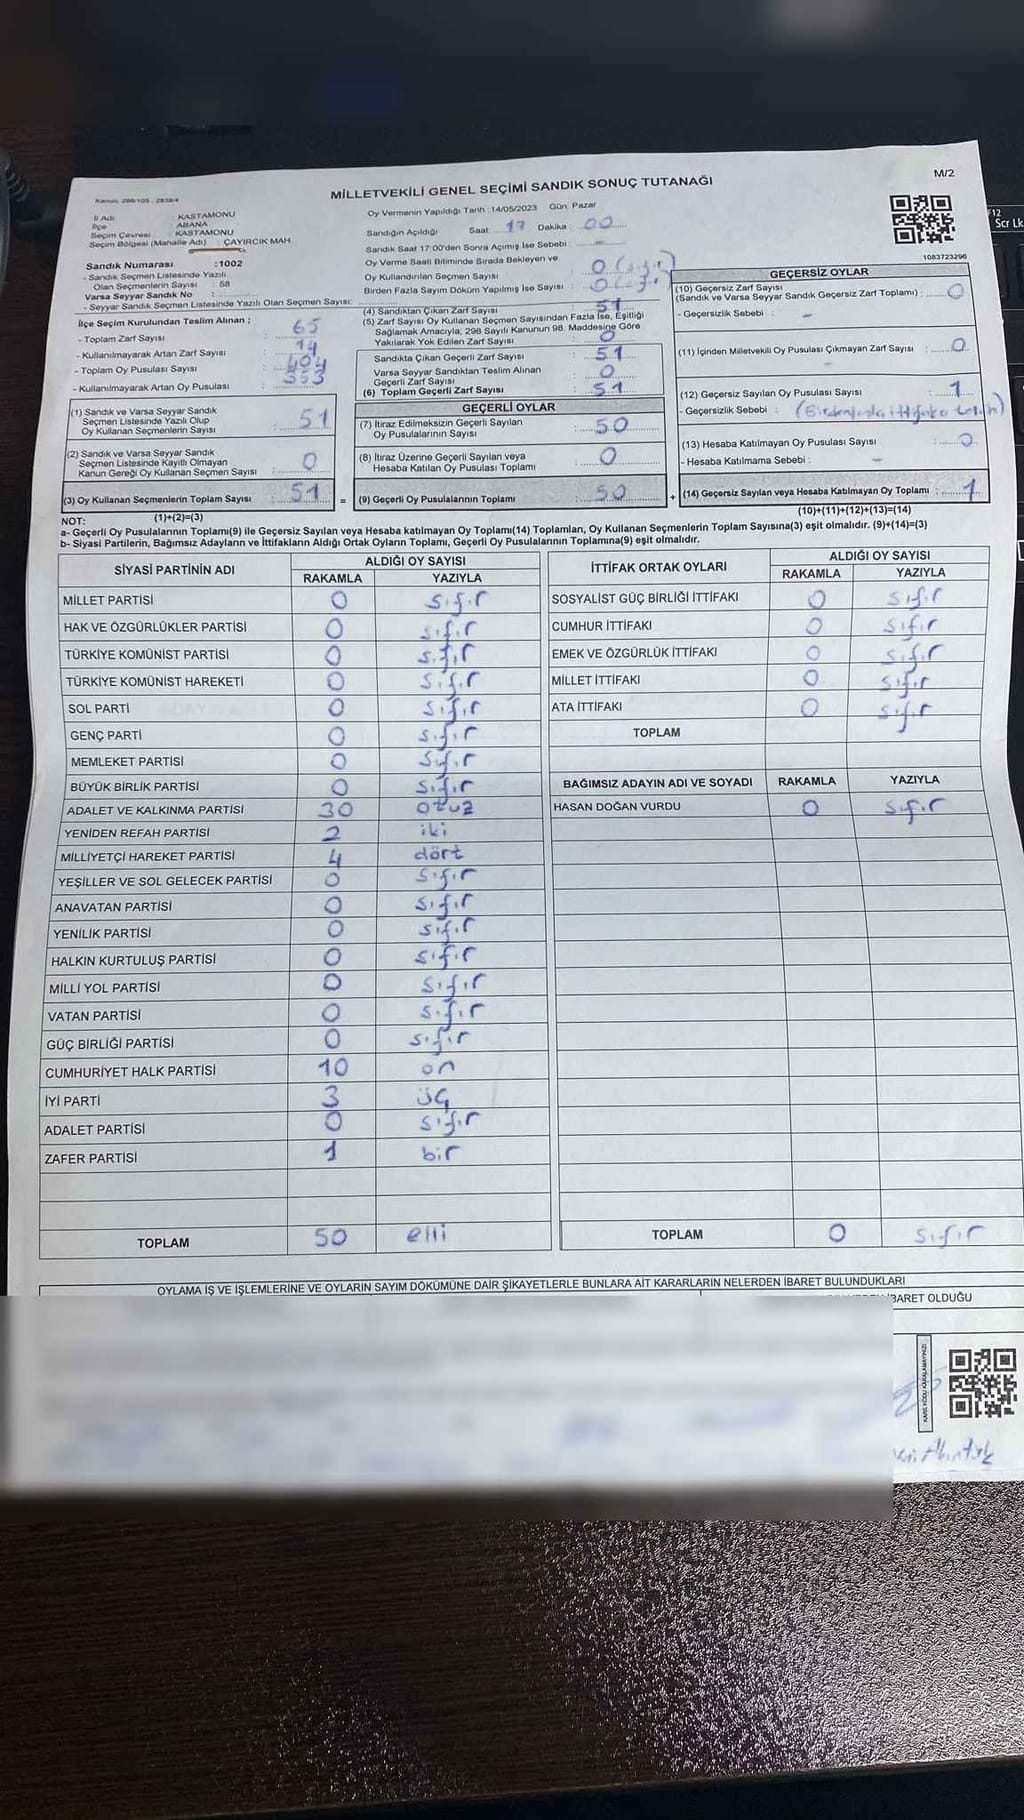 M/2
Kanun; 298/105 , 2839/4
MİLLETVEKİLİ GENEL SEÇİMİ SANDIK SONUÇ TUTANAĞI
İl Adı : KASTAMONU
İlçe : ABANA
Seçim Çevresi : KASTAMONU
Seçim Bölgesi (Mahalle Adı) : ÇAYIRCIK MAH.
Sandık Numarası :1002
- Sandık Seçmen Listesinde Yazılı
Olan Seçmenlerin Sayısı : 58
Varsa Seyyar Sandık No :
- Seyyar Sandık Seçmen Listesinde Yazılı Olan Seçmen Sayısı:
Oy Vermenin Yapıldığı Tarih :14/05/2023 Gün: Pazar
Sandığın Açıldığı Saat: 17 Dakika : 00
Sandık Saat 17:00'den Sonra Açımış İse Sebebi : -
Oy Verme Saati Bitiminde Sırada Bekleyen ve
Oy Kullandırılan Seçmen Sayısı : 0 (sıfır)
Birden Fazla Sayım Döküm Yapılmış İse Sayısı : 0
F12
Scr Lk
1083723296
İlçe Seçim Kurulundan Teslim Alınan ;
- Toplam Zarf Sayısı : 65
- Kullanılmayarak Artan Zarf Sayısı : 14
- Toplam Oy Pusulası Sayısı : 404
- Kullanılmayarak Artan Oy Pusulası : 353
(1) Sandık ve Varsa Seyyar Sandık
Seçmen Listesinde Yazılı Olup
Oy Kullanan Seçmenlerin Sayısı : 51
(2) Sandık ve Varsa Seyyar Sandık
Seçmen Listesinde Kayıtlı Olmayan
Kanun Gereği Oy Kullanan Seçmen Sayısı : 0
(3) Oy Kullanan Seçmenlerin Toplam Sayısı : 51 =
(1)+(2)=(3)
(4) Sandıktan Çıkan Zarf Sayısı : 51
(5) Zarf Sayısı Oy Kullanan Seçmen Sayısından Fazla İse, Eşitliği
Sağlamak Amacıyla; 298 Sayılı Kanunun 98. Maddesine Göre
Yakılarak Yok Edilen Zarf Sayısı : 0
Sandıkta Çıkan Geçerli Zarf Sayısı : 51
Varsa Seyyar Sandıktan Teslim Alınan
Geçerli Zarf Sayısı : 0
(6) Toplam Geçerli Zarf Sayısı : 51
GEÇERLİ OYLAR
(7) İtiraz Edilmeksizin Geçerli Sayılan
Oy Pusulalarının Sayısı : 50
(8) İtiraz Üzerine Geçerli Sayılan veya
Hesaba Katılan Oy Pusulası Toplamı : 0
(9) Geçerli Oy Pusulalarının Toplamı : 50 +
GEÇERSİZ OYLAR
(10) Geçersiz Zarf Sayısı
(Sandık ve Varsa Seyyar Sandık Geçersiz Zarf Toplamı) : 0
- Geçersizlik Sebebi : -
(11) İçinden Milletvekili Oy Pusulası Çıkmayan Zarf Sayısı : 0
(12) Geçersiz Sayılan Oy Pusulası Sayısı : 1
- Geçersizlik Sebebi : (Birden fazla ittifaka
(13) Hesaba Katılmayan Oy Pusulası Sayısı : 0
- Hesaba Katılmama Sebebi : -
(14) Geçersiz Sayılan veya Hesaba Katılmayan Oy Toplamı : 1
(10)+(11)+(12)+(13)=(14)
NOT:
a- Geçerli Oy Pusulalarının Toplamı(9) ile Geçersiz Sayılan veya Hesaba katılmayan Oy Toplamı(14) Toplamları, Oy Kullanan Seçmenlerin Toplam Sayısına(3) eşit olmalıdır. (9)+(14)=(3)
b- Siyasi Partilerin, Bağımsız Adayların ve İttifakların Aldığı Ortak Oyların Toplamı, Geçerli Oy Pusulalarının Toplamına(9) eşit olmalıdır.
SİYASİ PARTİNİN ADI ALDIĞI OY SAYISI
RAKAMLA YAZIYLA
MİLLET PARTİSİ 0 sıfır
HAK VE ÖZGÜRLÜKLER PARTİSİ 0 sıfır
TÜRKİYE KOMÜNİST PARTİSİ 0 sıfır
TÜRKİYE KOMÜNİST HAREKETİ 0 sıfır
SOL PARTİ 0 sıfır
GENÇ PARTİ 0 sıfır
MEMLEKET PARTİSİ 0 sıfır
BÜYÜK BİRLİK PARTİSİ 0 sıfır
ADALET VE KALKINMA PARTİSİ 30 otuz
YENİDEN REFAH PARTİSİ 2 iki
MİLLİYETÇİ HAREKET PARTİSİ 4 dört
YEŞİLLER VE SOL GELECEK PARTİSİ 0 sıfır
ANAVATAN PARTİSİ 0 sıfır
YENİLİK PARTİSİ 0 sıfır
HALKIN KURTULUŞ PARTİSİ 0 sıfır
MİLLİ YOL PARTİSİ 0 sıfır
VATAN PARTİSİ 0 sıfır
GÜÇ BİRLİĞİ PARTİSİ 0 sıfır
CUMHURİYET HALK PARTİSİ 10 on
İYİ PARTİ 3 üç
ADALET PARTİSİ 0 sıfır
ZAFER PARTİSİ 1 bir
TOPLAM 50 elli
İTTİFAK ORTAK OYLARI ALDIĞI OY SAYISI
RAKAMLA YAZIYLA
SOSYALİST GÜÇ BİRLİĞİ İTTİFAKI 0 sıfır
CUMHUR İTTİFAKI 0 sıfır
EMEK VE ÖZGÜRLÜK İTTİFAKI 0 sıfır
MİLLET İTTİFAKI 0 sıfır
ATA İTTİFAKI 0 sıfır
TOPLAM
BAĞIMSIZ ADAYIN ADI VE SOYADI RAKAMLA YAZIYLA
HASAN DOĞAN VURDU 0 sıfır
TOPLAM 0 sıfır
OYLAMA İŞ VE İŞLEMLERİNE VE OYLARIN SAYIM DÖKÜMÜNE DAİR ŞİKAYETLERLE BUNLARA AİT KARARLARIN NELERDEN İBARET BULUNDUKLARI
OLDUĞU
KARE KODU KARALAMAYINIZ!